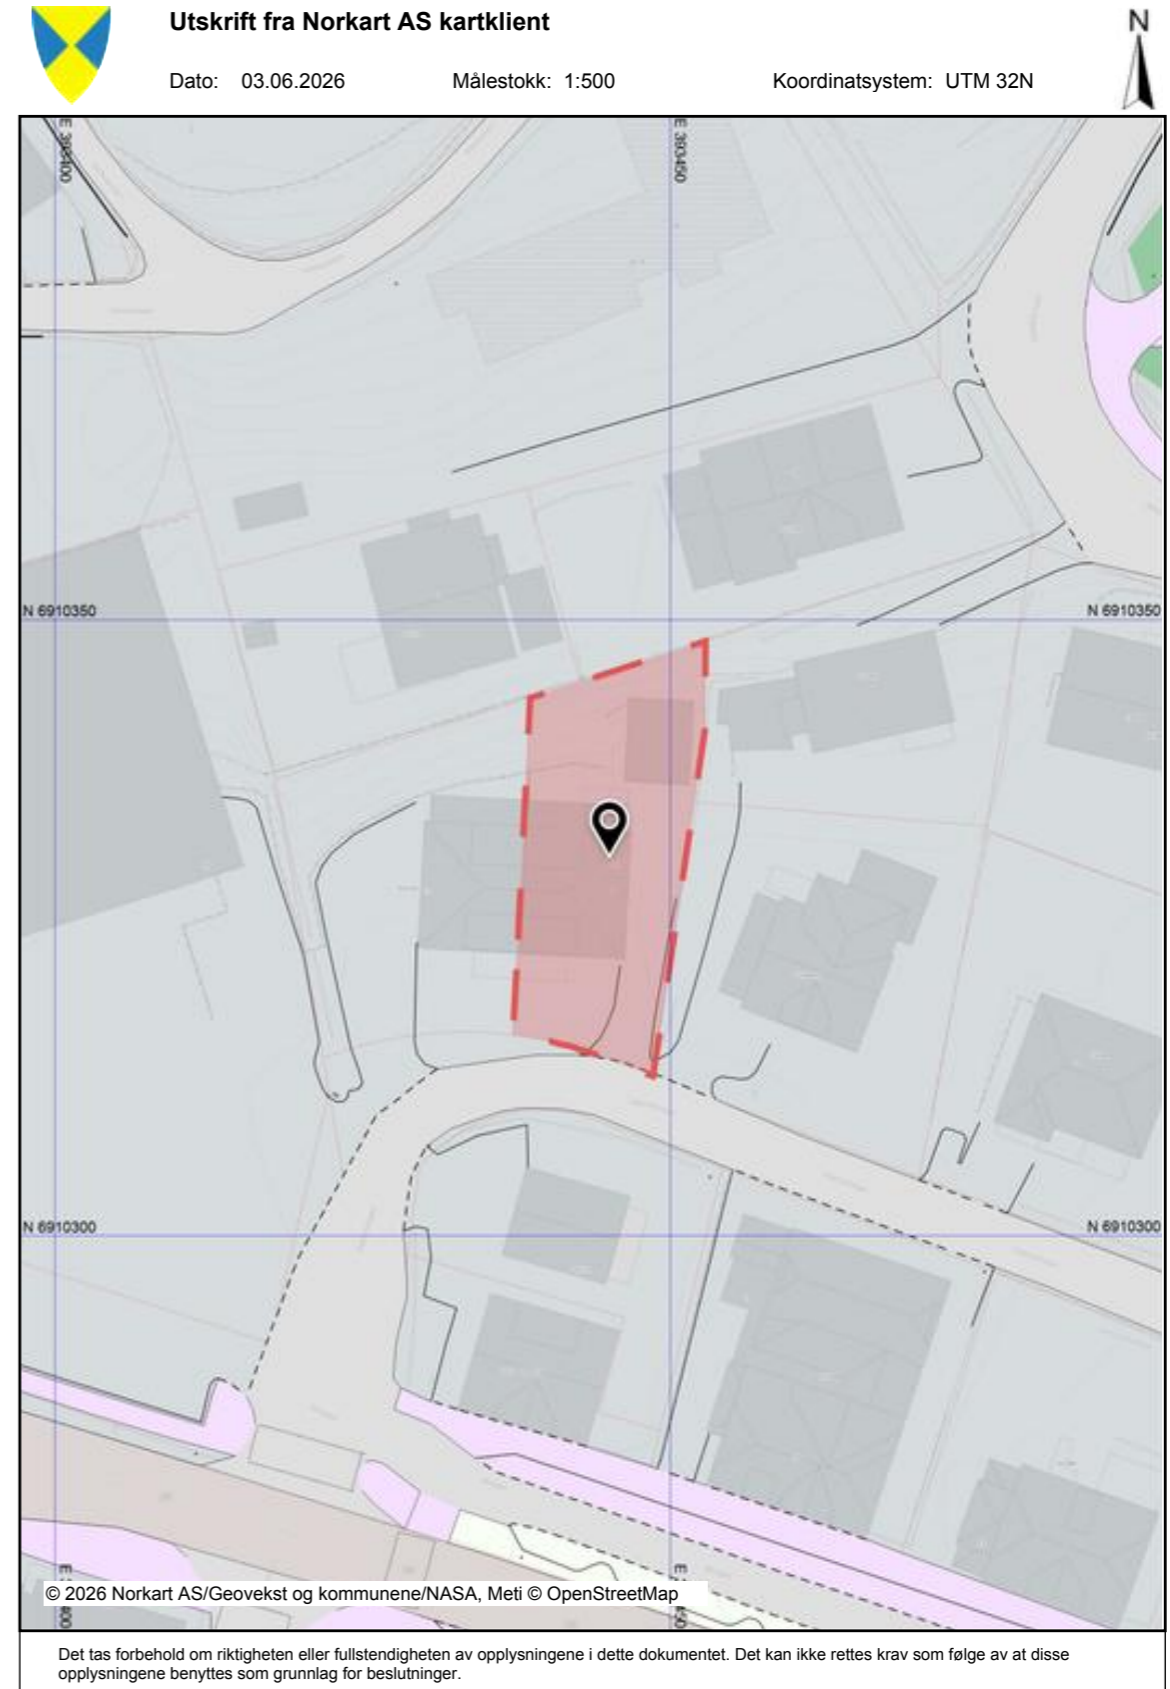 Utskrift fra Norkart AS kartklient
N
Dato: 03.06.2026 Målestokk: 1:500 Koordinatsystem: UTM 32N
E 393400
E 393450
N 6910350
N 6910350
N 6910300
N 6910300
© 2026 Norkart AS/Geovekst og kommunene/NASA, Meti © OpenStreetMap
Det tas forbehold om riktigheten eller fullstendigheten av opplysningene i dette dokumentet. Det kan ikke rettes krav som følge av at disse
opplysningene benyttes som grunnlag for beslutninger.